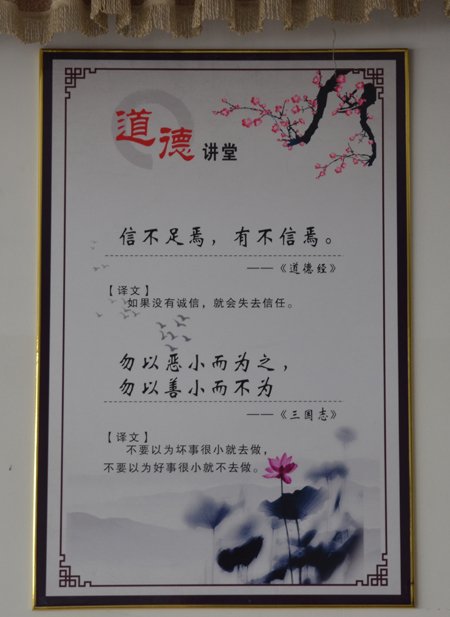 道德讲堂
信不足焉，有不信焉。
——《道德经》
【译文】
如果没有诚信，就会失去信任。
勿以恶小而为之，
勿以善小而不为
——《三国志》
【译文】
不要以为坏事很小就去做，
不要以为好事很小就不去做。